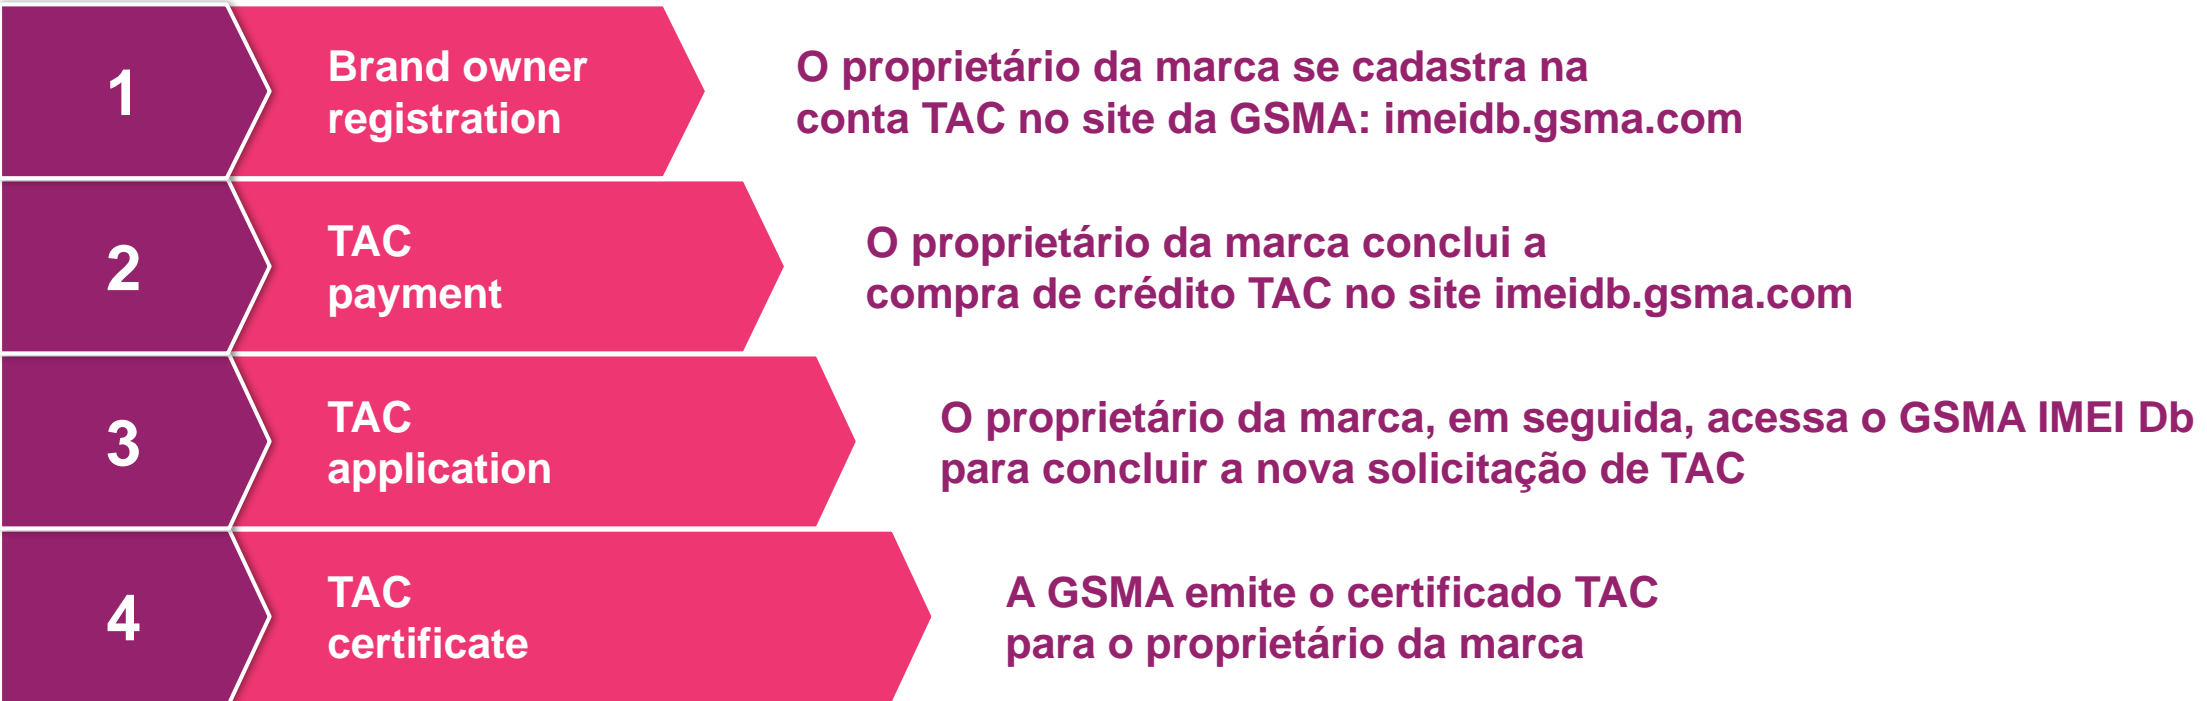 1
Brand owner
registration
O proprietário da marca se cadastra na
conta TAC no site da GSMA: imeidb.gsma.com
2
TAC
payment
O proprietário da marca conclui a
compra de crédito TAC no site imeidb.gsma.com
3
TAC
application
O proprietário da marca, em seguida, acessa o GSMA IMEI Db
para concluir a nova solicitação de TAC
4
TAC
certificate
A GSMA emite o certificado TAC
para o proprietário da marca